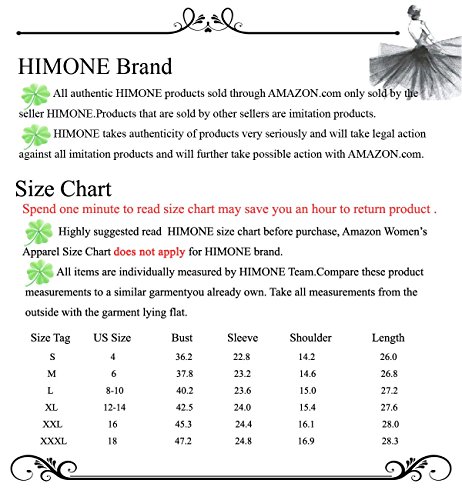 HIMONE Brand
All authentic HIMONE products sold through AMAZON.com only sold by the
seller HIMONE.Products that are sold by other sellers are imitation products.
HIMONE takes authenticity of products very seriously and will take legal action
against all imitation products and will further take possible action with AMAZON.com.
Size Chart
Spend one minute to read size chart may save you an hour to return product .
Highly suggested read HIMONE size chart before purchase, Amazon Women's
Apparel Size Chart does not apply for HIMONE brand.
All items are individually measured by HIMONE Team.Compare these product
measurements to a similar garmentyou already own. Take all measurements from the
outside with the garment lying flat.
Size Tag US Size Bust Sleeve Shoulder Length
S 4 36.2 22.8 14.2 26.0
M 6 37.8 23.2 14.6 26.8
L 8-10 40.2 23.6 15.0 27.2
XL 12-14 42.5 24.0 15.4 27.6
XXL 16 45.3 24.4 16.1 28.0
XXXL 18 47.2 24.8 16.9 28.3